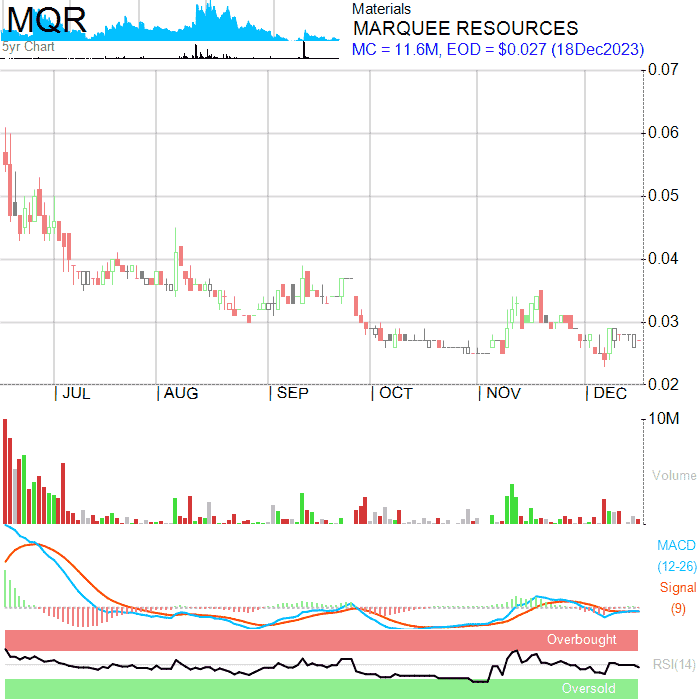 MQR
5yr Chart
Materials
MARQUEE RESOURCES
MC = 11.6M, EOD = $0.027 (18Dec2023)
0.07
0.06
0.05
0.04
0.03
0.02
| JUL | AUG | SEP | OCT | NOV | DEC
10M
Volume
MACD
(12-26)
Signal
(9)
Overbought
RSI(14)
Oversold